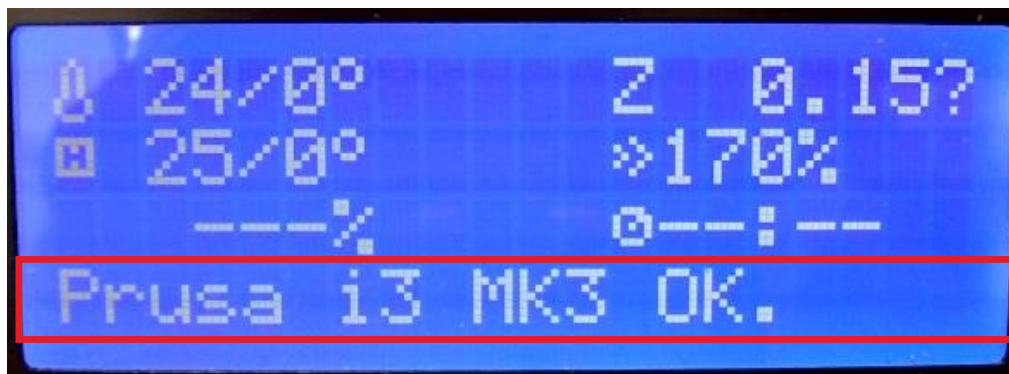 24/0° Z 0.15?
25/0° »170%
---% --:--
Prusa i3 MK3 OK.